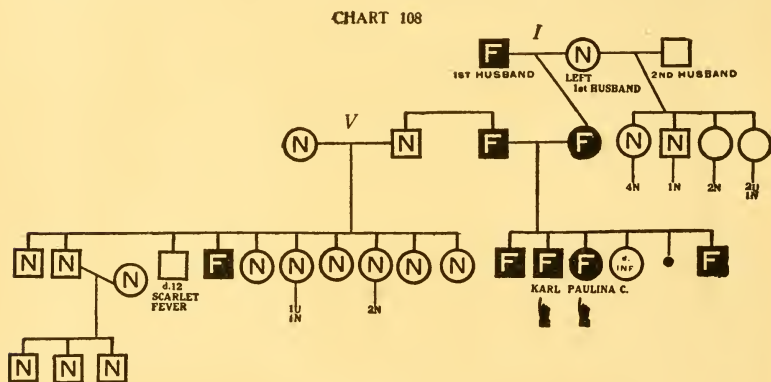 CHART 108
I
F N
1ST HUSBAND LEFT 2ND HUSBAND
1st HUSBAND
V
N N F F N N
4N 1N 2N 2U
1N
N N F N N N N N N F F F d. F
INF
d.12
SCARLET
FEVER
N
1U
1N
2N
KARL PAULINA C.
N N N